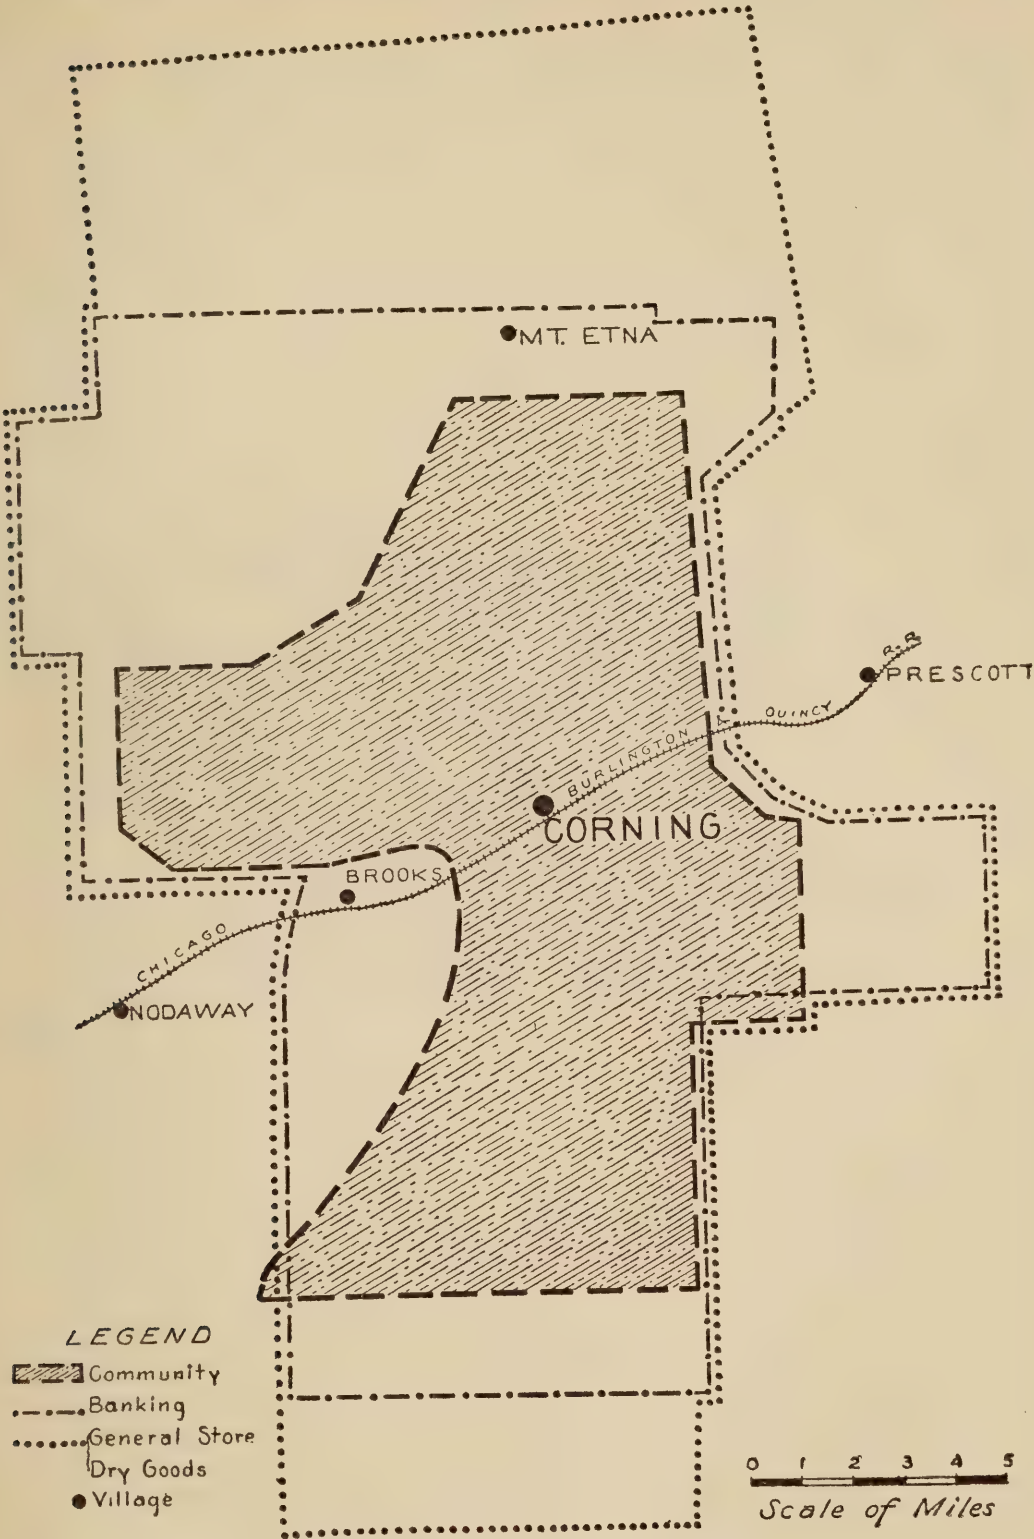 MT. ETNA
R.R.
PRESCOTT
CHICAGO BURLINGTON & QUINCY
CORNING
BROOKS
NODAWAY
LEGEND
Community
Banking
General Store
Dry Goods
Village
0 1 2 3 4 5
Scale of Miles